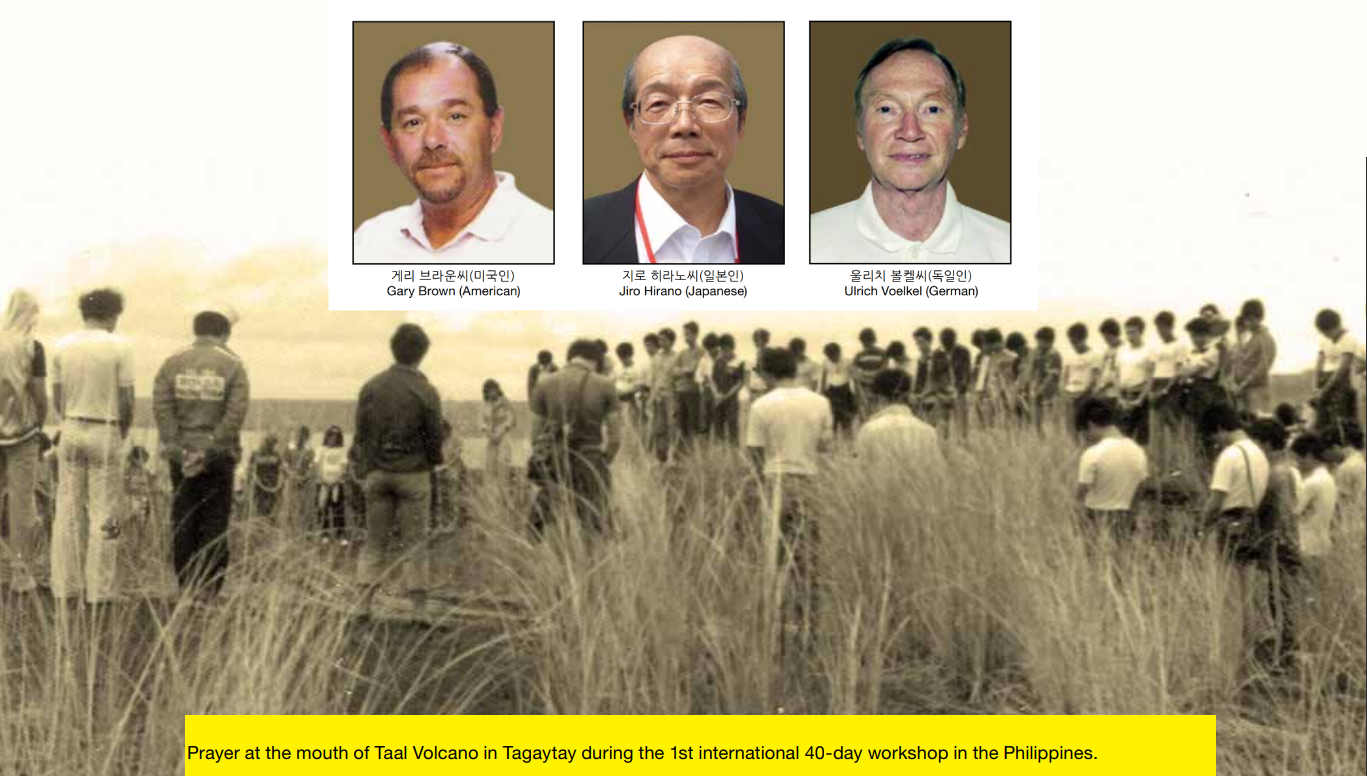 게리 브라운씨(미국인)
Gary Brown (American)
지로 히라노씨(일본인)
Jiro Hirano (Japanese)
울리치 볼켈씨(독일인)
Ulrich Voelkel (German)
Prayer at the mouth of Taal Volcano in Tagaytay during the 1st international 40-day workshop in the Philippines.